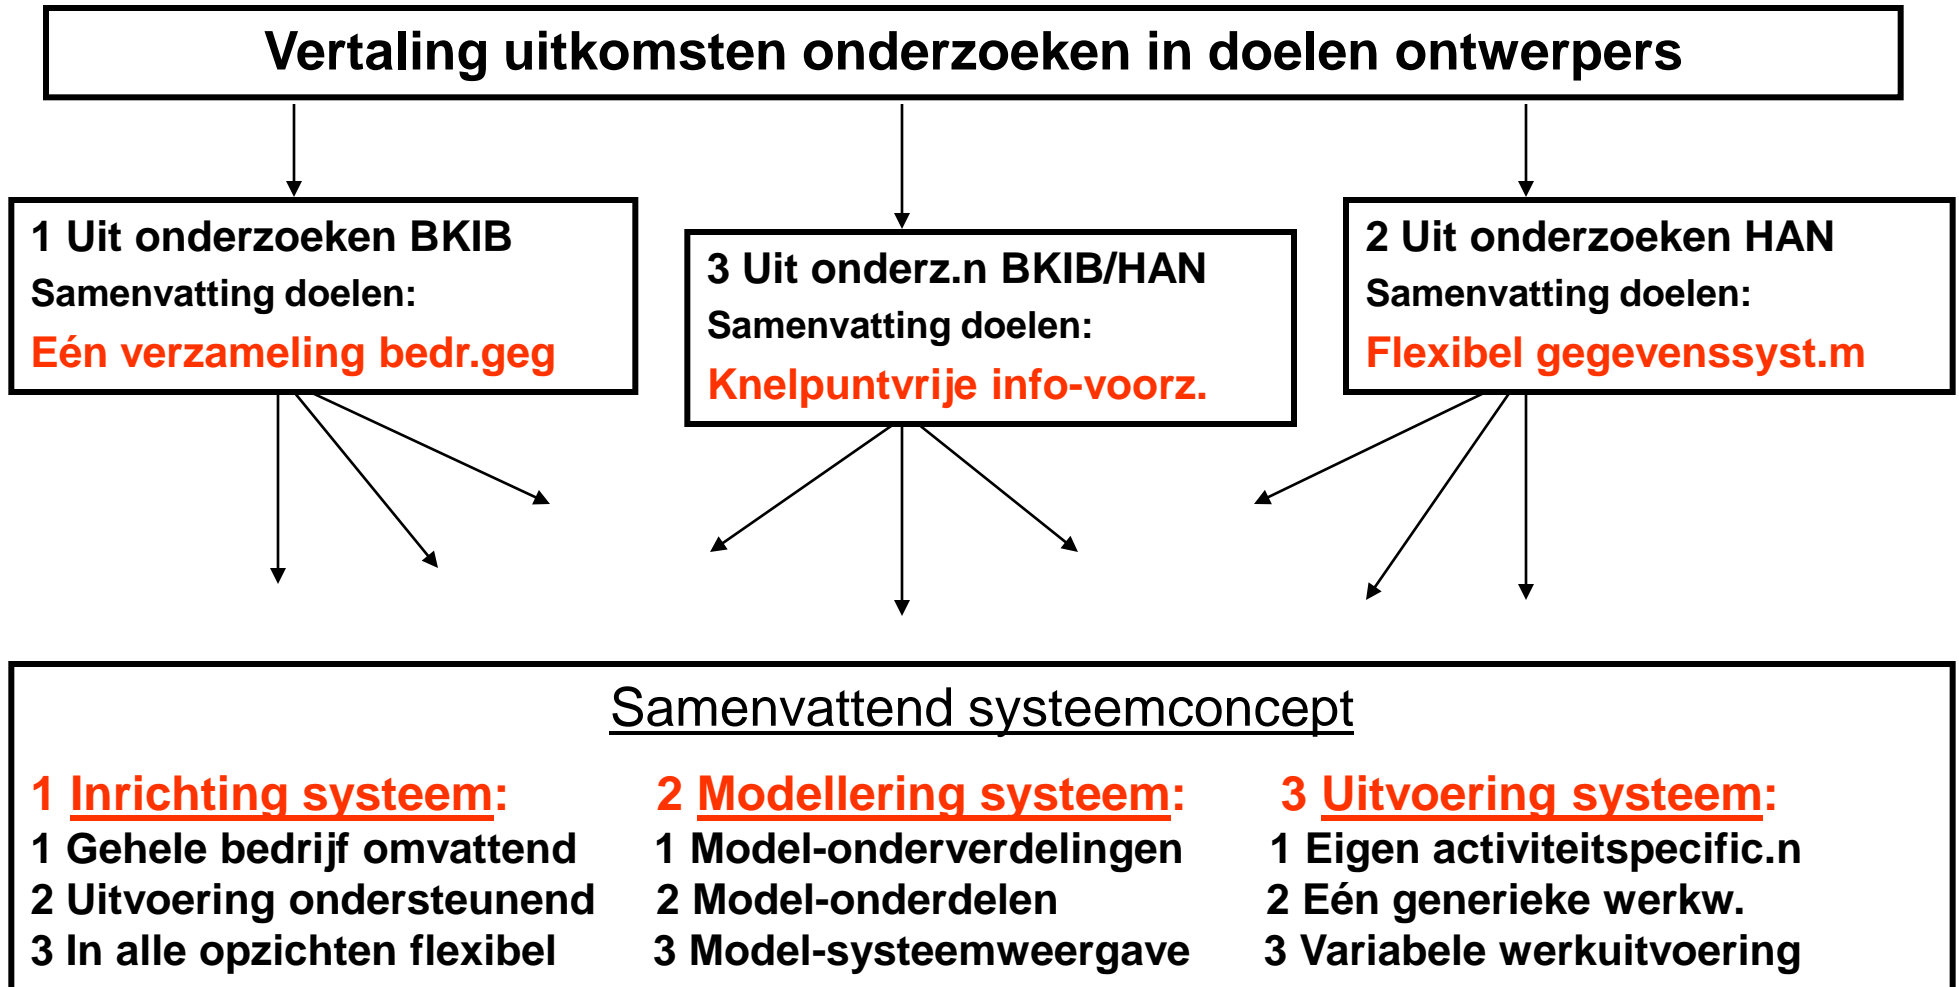 Vertaling uitkomsten onderzoeken in doelen ontwerpers
1 Uit onderzoeken BKIB
Samenvatting doelen:
Eén verzameling bedr.geg
3 Uit onderz.n BKIB/HAN
Samenvatting doelen:
Knelpuntvrije info-voorz.
2 Uit onderzoeken HAN
Samenvatting doelen:
Flexibel gegevenssyst.m
Samenvattend systeemconcept
1 Inrichting systeem:
1 Gehele bedrijf omvattend
2 Uitvoering ondersteunend
3 In alle opzichten flexibel
2 Modellering systeem:
1 Model-onderverdelingen
2 Model-onderdelen
3 Model-systeemweergave
3 Uitvoering systeem:
1 Eigen activiteitspecific.n
2 Eén generieke werkw.
3 Variabele werkuitvoering